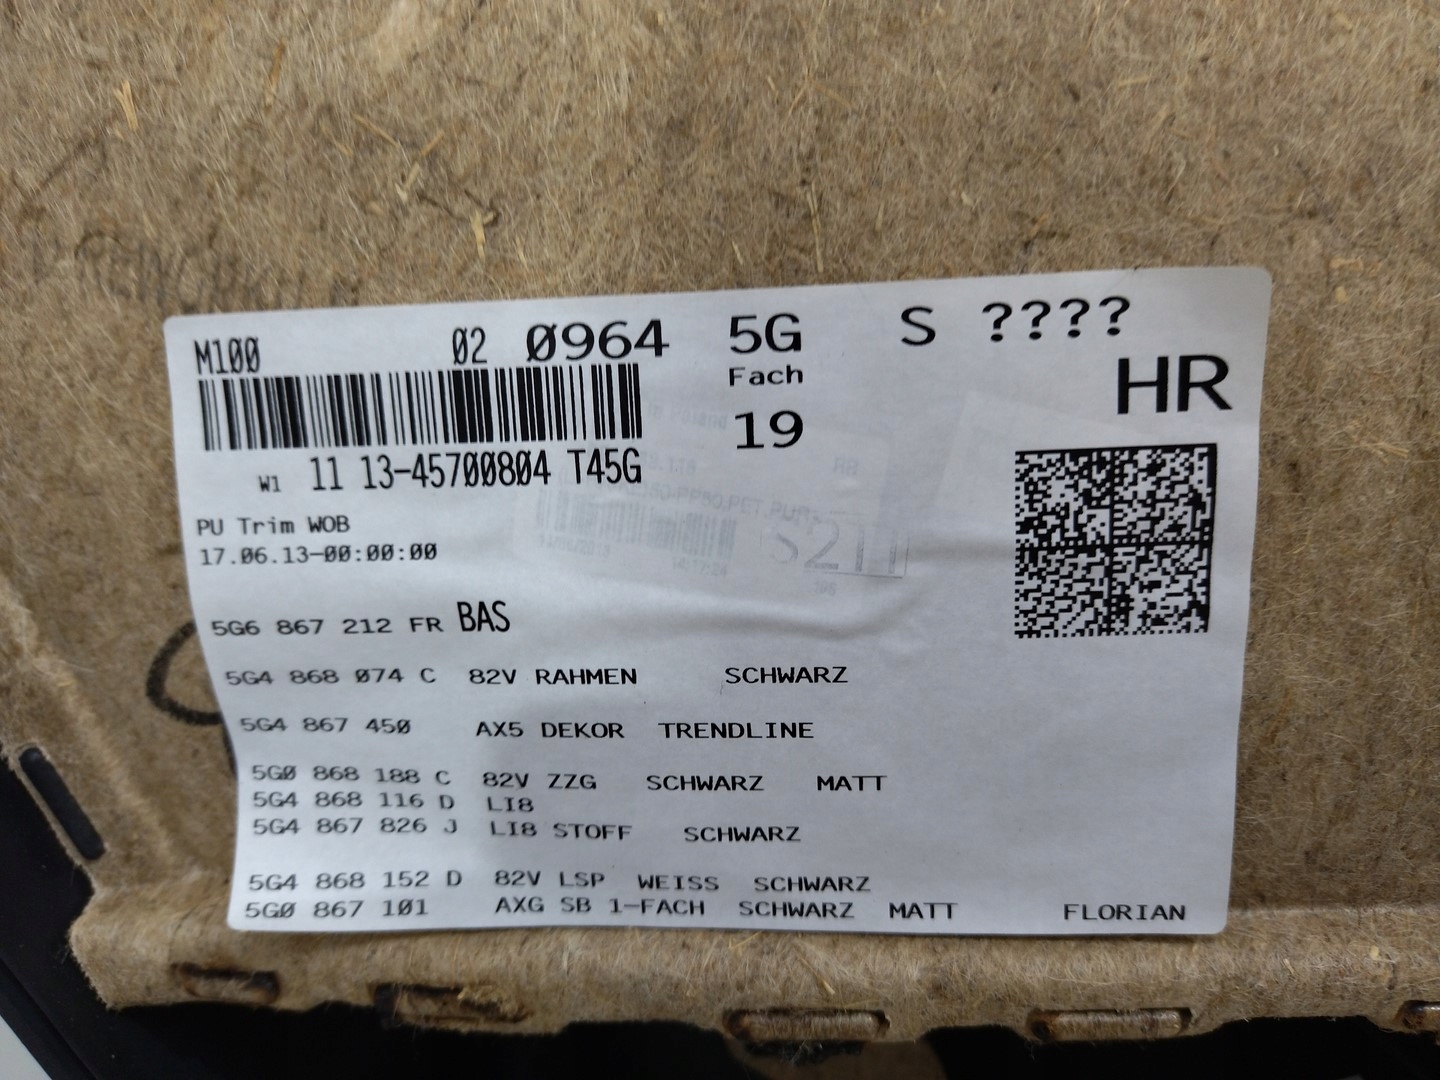 M100 02 0964 5G S ????
Fach HR
19
W1 11 13-45700804 T45G
PU Trim WOB
17.06.13-00:00:00
5G6 867 212 FR BAS
5G4 868 074 C 82V RAHMEN SCHWARZ
5G4 867 450 AX5 DEKOR TRENDLINE
5G0 868 188 C 82V ZZG SCHWARZ MATT
5G4 868 116 D LI8
5G4 867 826 J LI8 STOFF SCHWARZ
5G4 868 152 D 82V LSP WEISS SCHWARZ
5G0 867 101 AXG SB 1-FACH SCHWARZ MATT FLORIAN